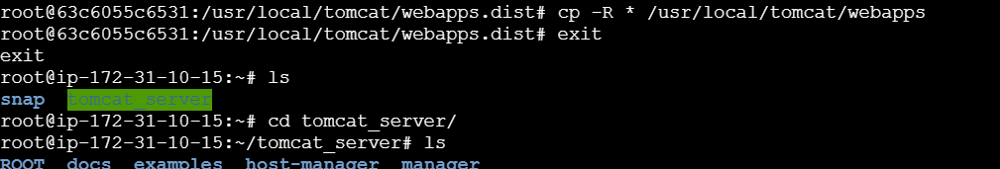 root@63c6055c6531:/usr/local/tomcat/webapps.dist# cp -R * /usr/local/tomcat/webapps
root@63c6055c6531:/usr/local/tomcat/webapps.dist# exit
exit
root@ip-172-31-10-15:~# ls
snap tomcat_server
root@ip-172-31-10-15:~# cd tomcat_server/
root@ip-172-31-10-15:~/tomcat_server# ls
ROOT docs examples host-manager manager